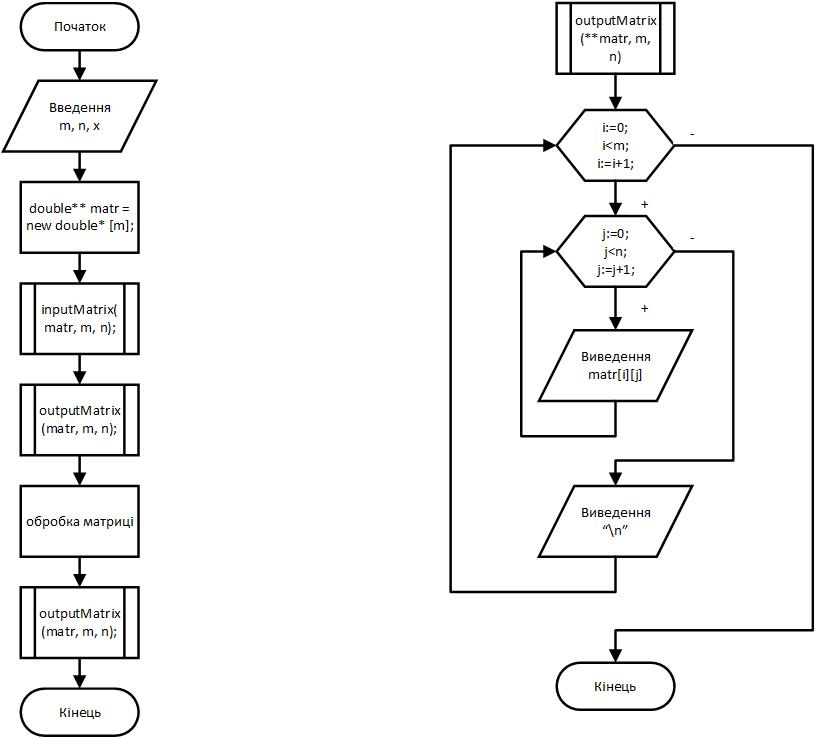 Початок
Введення
m, n, x
double** matr =
new double* [m];
inputMatrix(
matr, m, n);
outputMatrix
(matr, m, n);
обробка матриці
outputMatrix
(matr, m, n);
Кінець
outputMatrix
(**matr, m,
n)
i:=0;
i<m;
i:=i+1;
-
+
j:=0;
j<n;
j:=j+1;
-
+
Виведення
matr[i][j]
Виведення
“\n”
Кінець